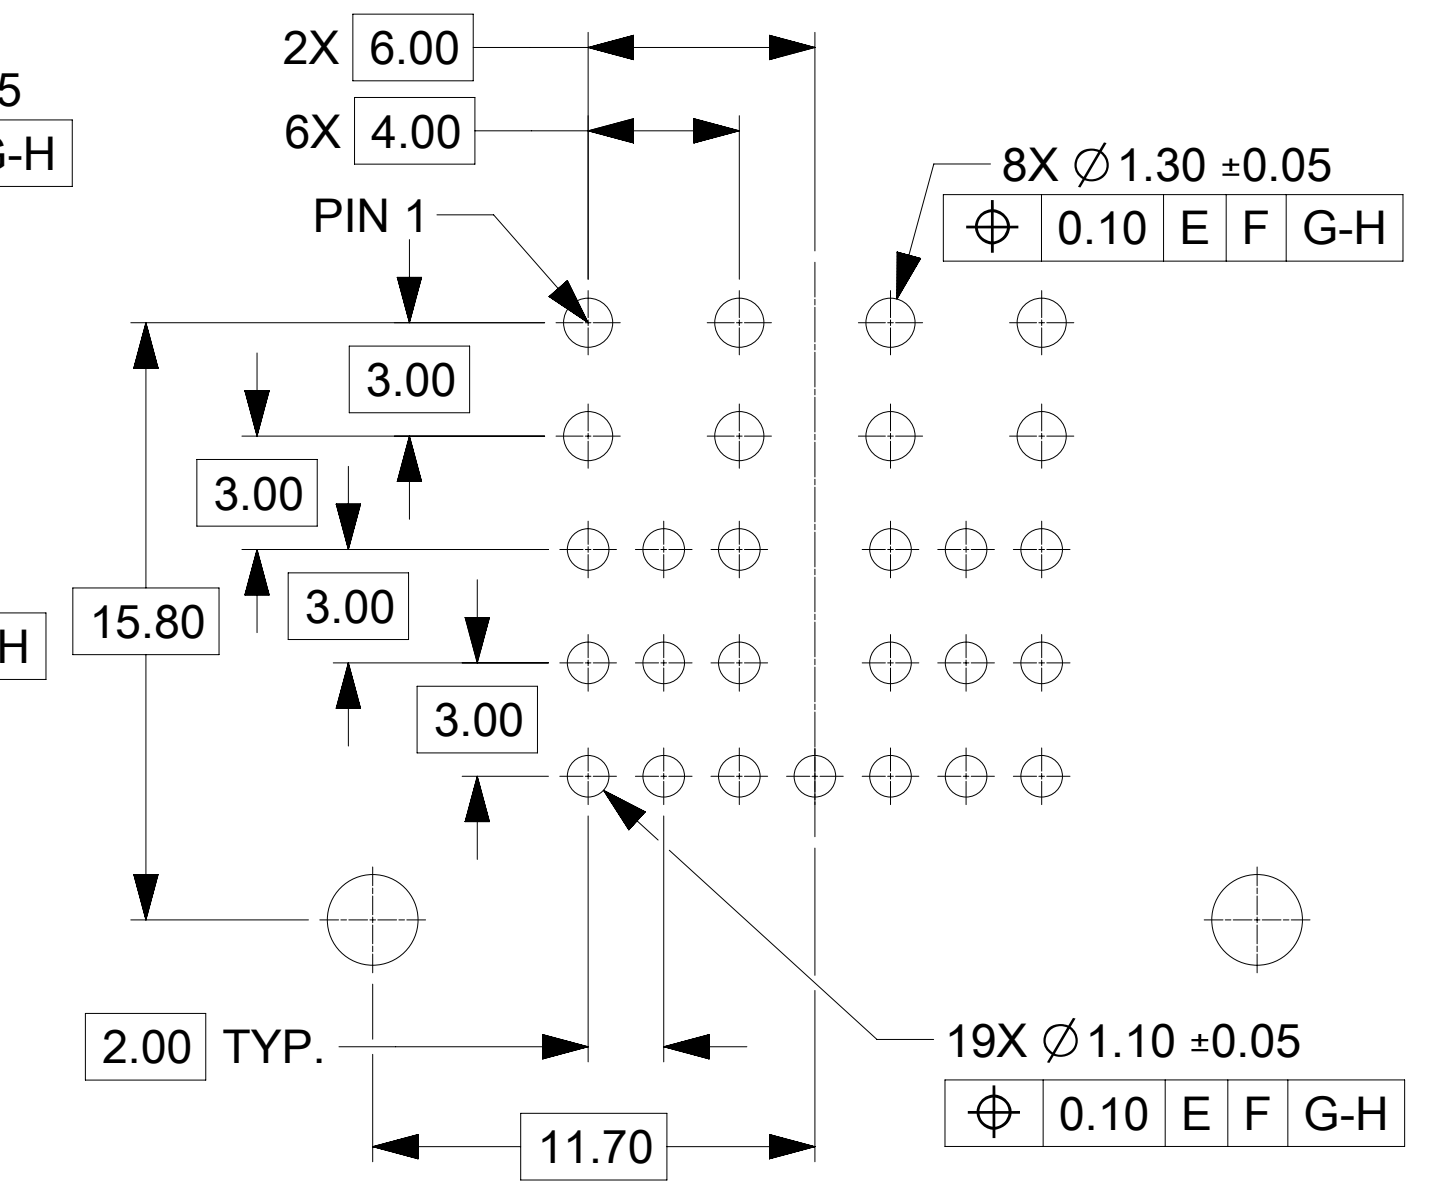 2X 6.00
5
6X 4.00
G-H
8X ∅1.30 ±0.05
⌖ 0.10 E F G-H
PIN 1
3.00
3.00
3.00
15.80
H
3.00
2.00 TYP.
19X ∅1.10 ±0.05
⌖ 0.10 E F G-H
11.70